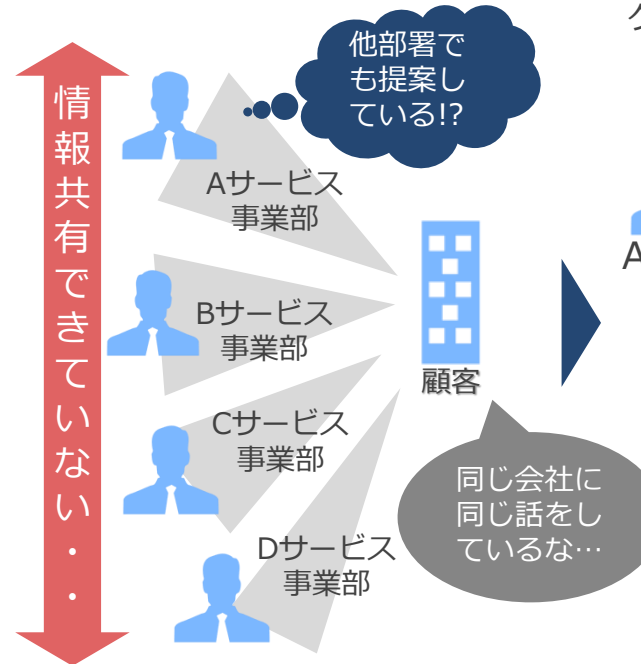 情報共有できていない・・
他部署で
も提案し
ている!?
Aサービス
事業部
Bサービス
事業部
Cサービス
事業部
Dサービス
事業部
顧客
同じ会社に
同じ話をし
ているな…
A